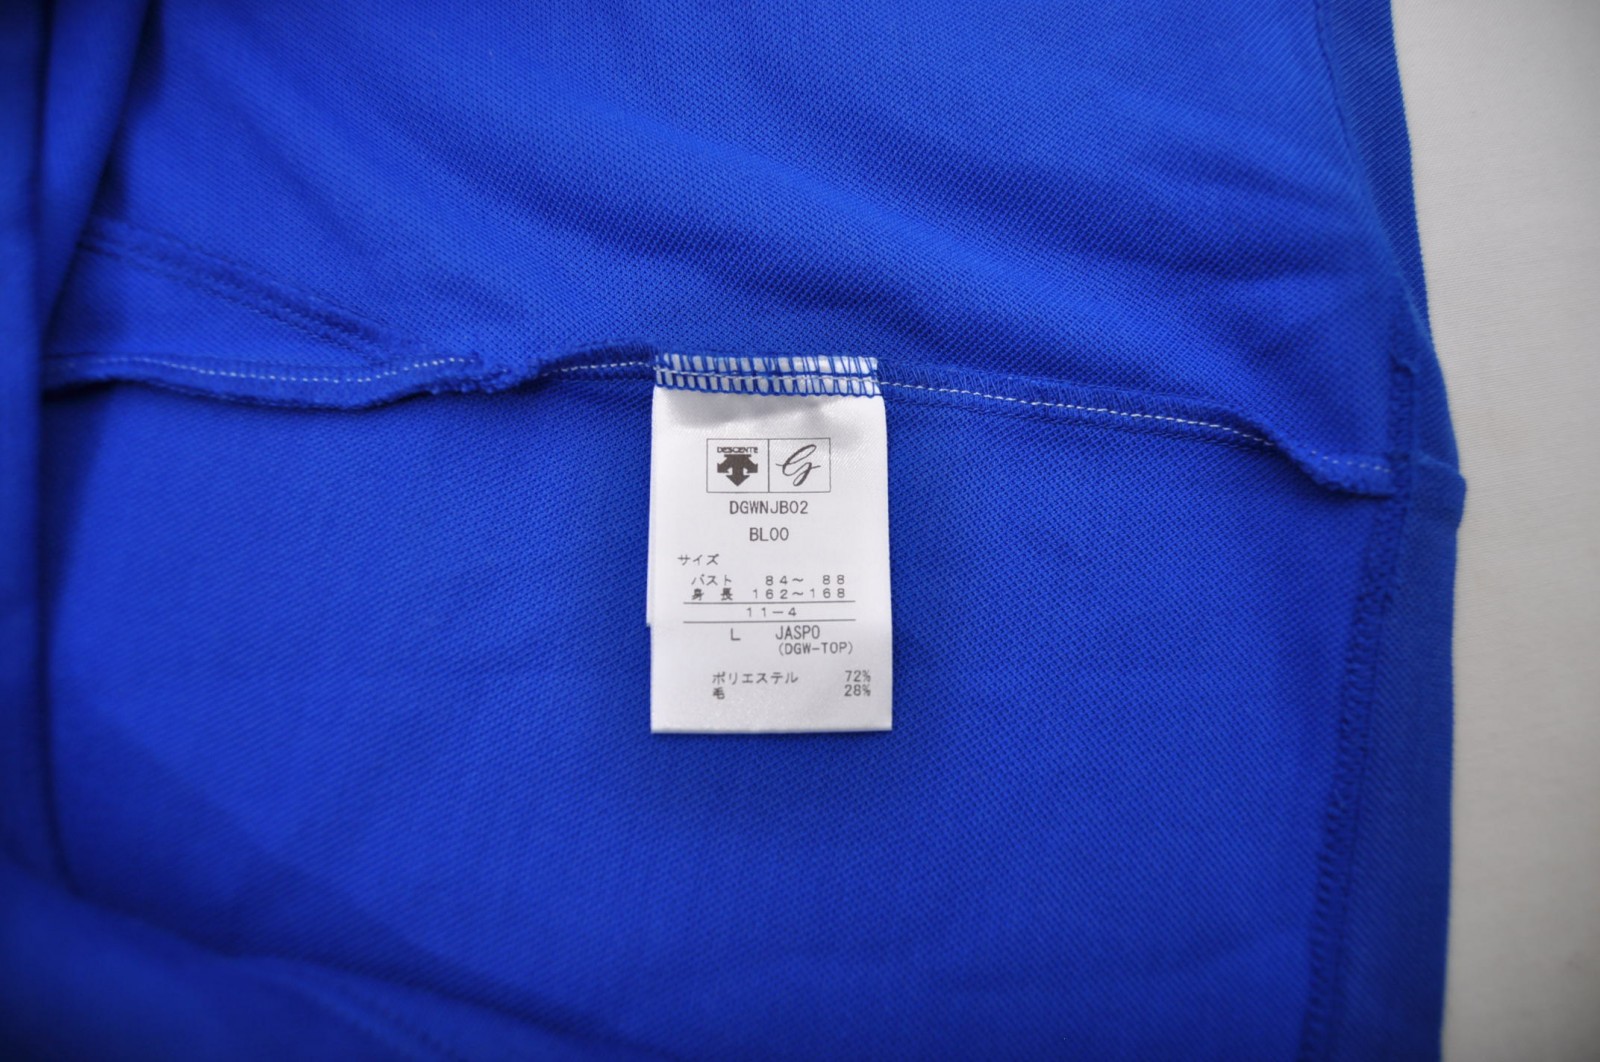 DESCENTE
DGWNJB02
BL00
サイズ
バスト 84～ 88
身 長 162～168
11－4
L JASPO
(DGW-TOP)
ポリエステル 72%
毛 28%